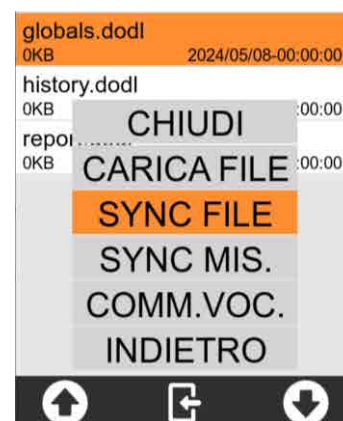 globals.dodl
0KB 2024/05/08-00:00:00
history.dodl
0KB :00:00
0KB :00:00
CHIUDI
CARICA FILE
SYNC FILE
SYNC MIS.
COMM.VOC.
INDIETRO